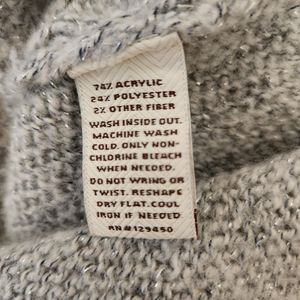 74% ACRYLIC
24% POLYESTER
2% OTHER FIBER
WASH INSIDE OUT.
MACHINE WASH
COLD. ONLY NON-
CHLORINE BLEACH
WHEN NEEDED.
DO NOT WRING OR
TWIST. RESHAPE
DRY FLAT. COOL
IRON IF NEEDED
RN# 129450